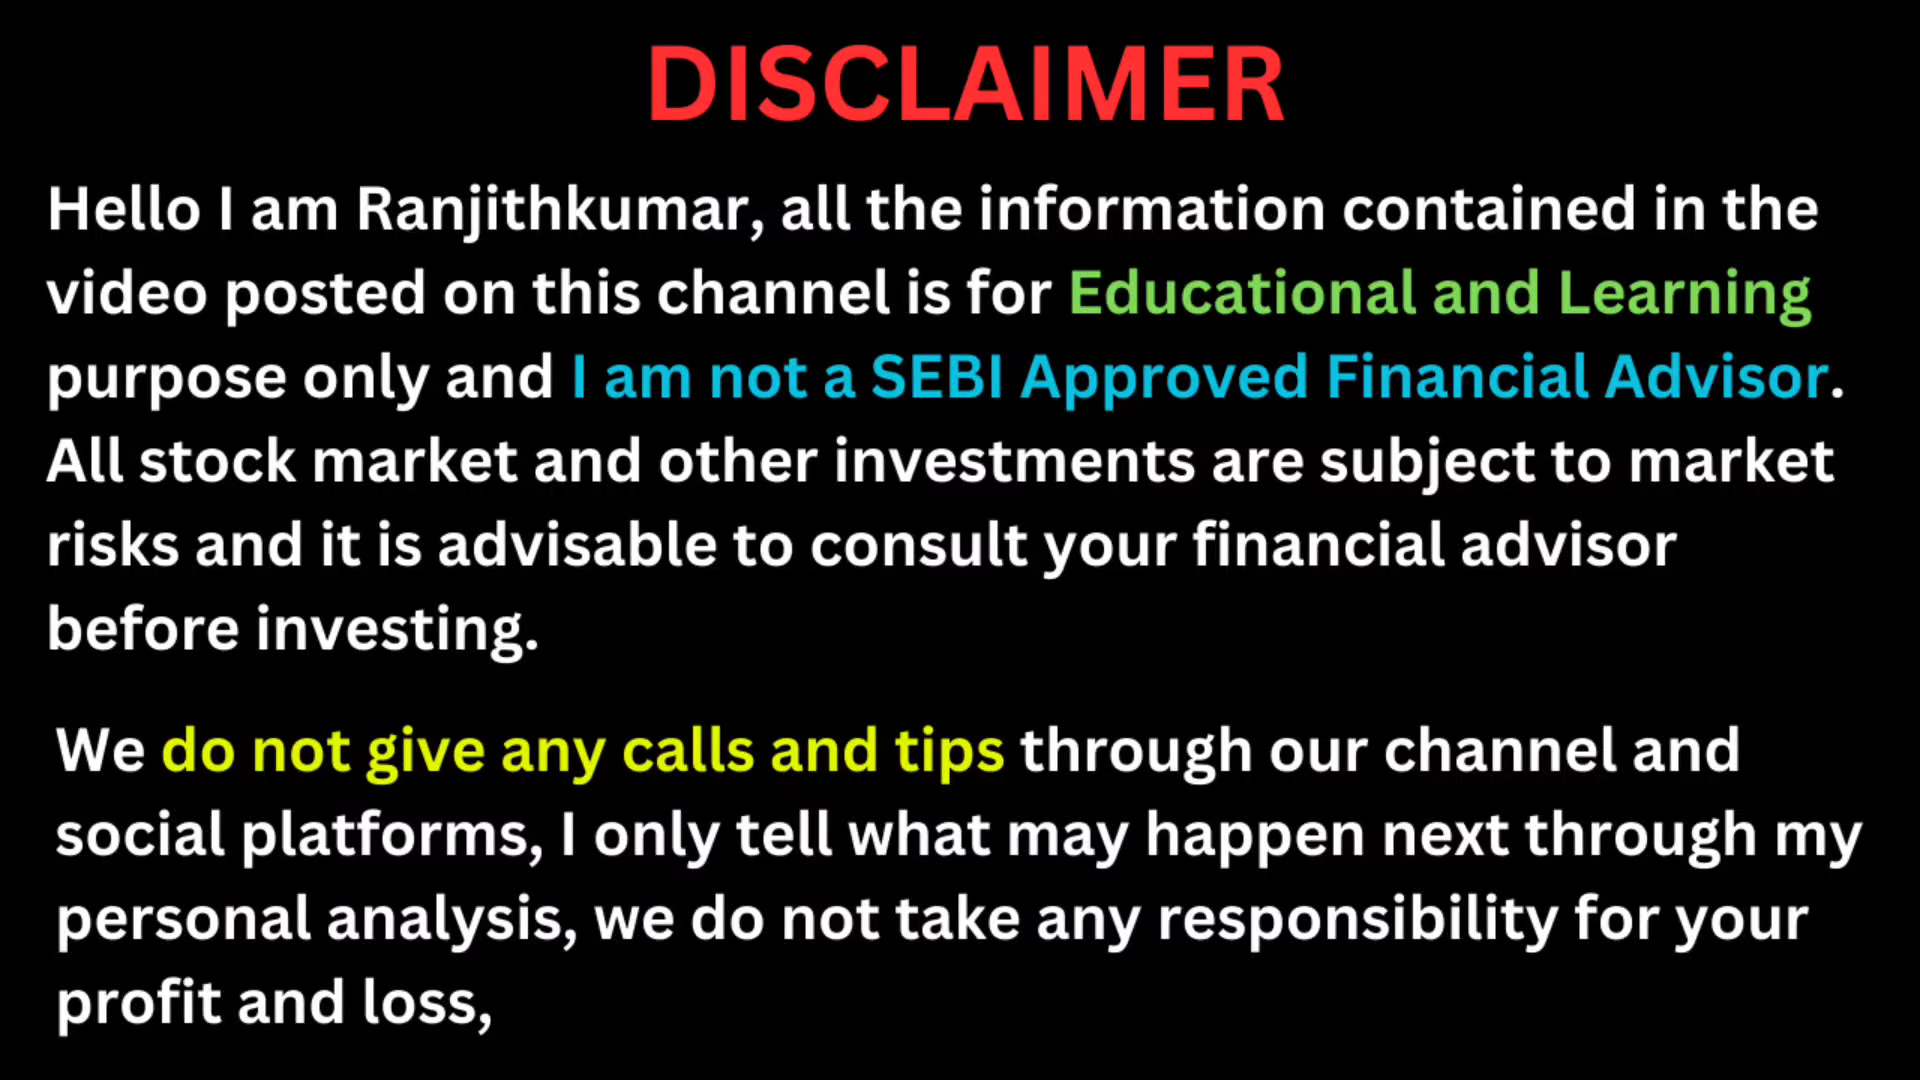 DISCLAIMER
Hello I am Ranjithkumar, all the information contained in the
video posted on this channel is for Educational and Learning
purpose only and I am not a SEBI Approved Financial Advisor.
All stock market and other investments are subject to market
risks and it is advisable to consult your financial advisor
before investing.
We do not give any calls and tips through our channel and
social platforms, I only tell what may happen next through my
personal analysis, we do not take any responsibility for your
profit and loss,